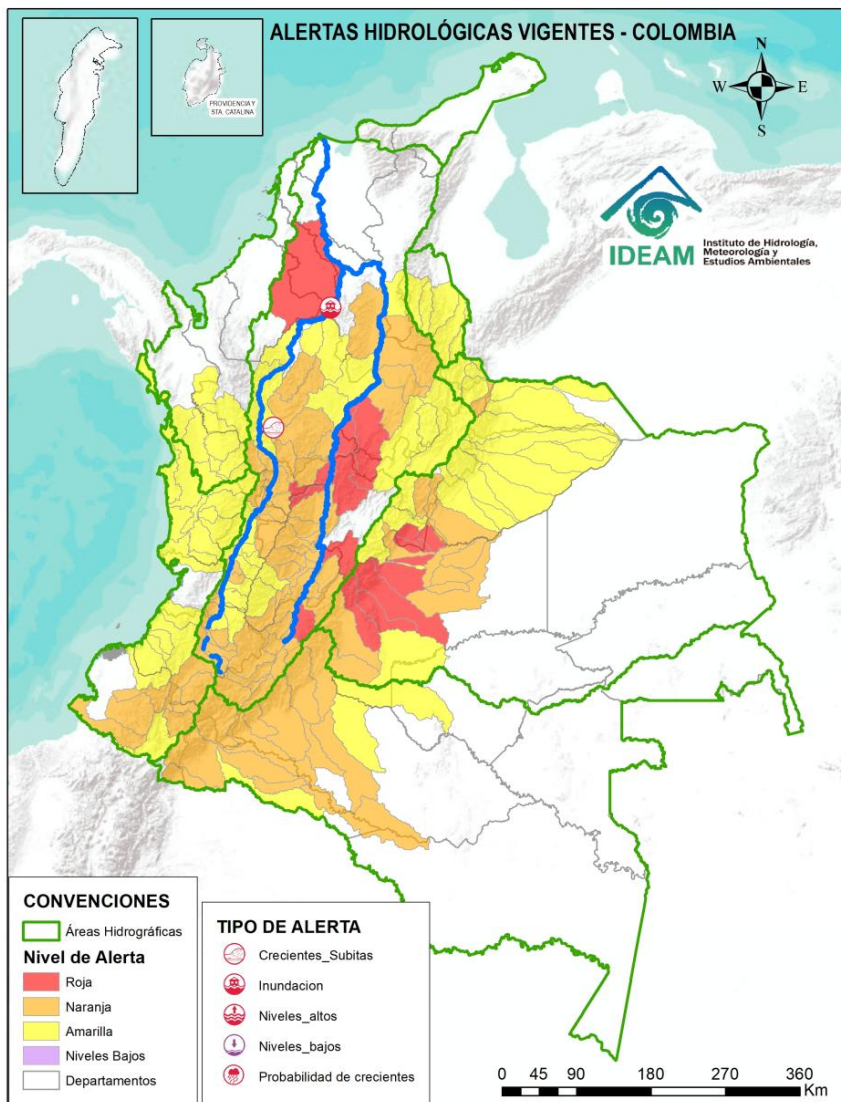 ALERTAS HIDROLÓGICAS VIGENTES - COLOMBIA
PROVIDENCIA Y
STA. CATALINA
N
W
E
S
IDEAM
Instituto de Hidrología,
Meteorología y
Estudios Ambientales
CONVENCIONES
Áreas Hidrográficas
Nivel de Alerta
Roja
Naranja
Amarilla
Niveles Bajos
Departamentos
TIPO DE ALERTA
Crecientes_Subitas
Inundacion
Niveles_altos
Niveles_bajos
Probabilidad de crecientes
0 45 90 180 270 360
Km